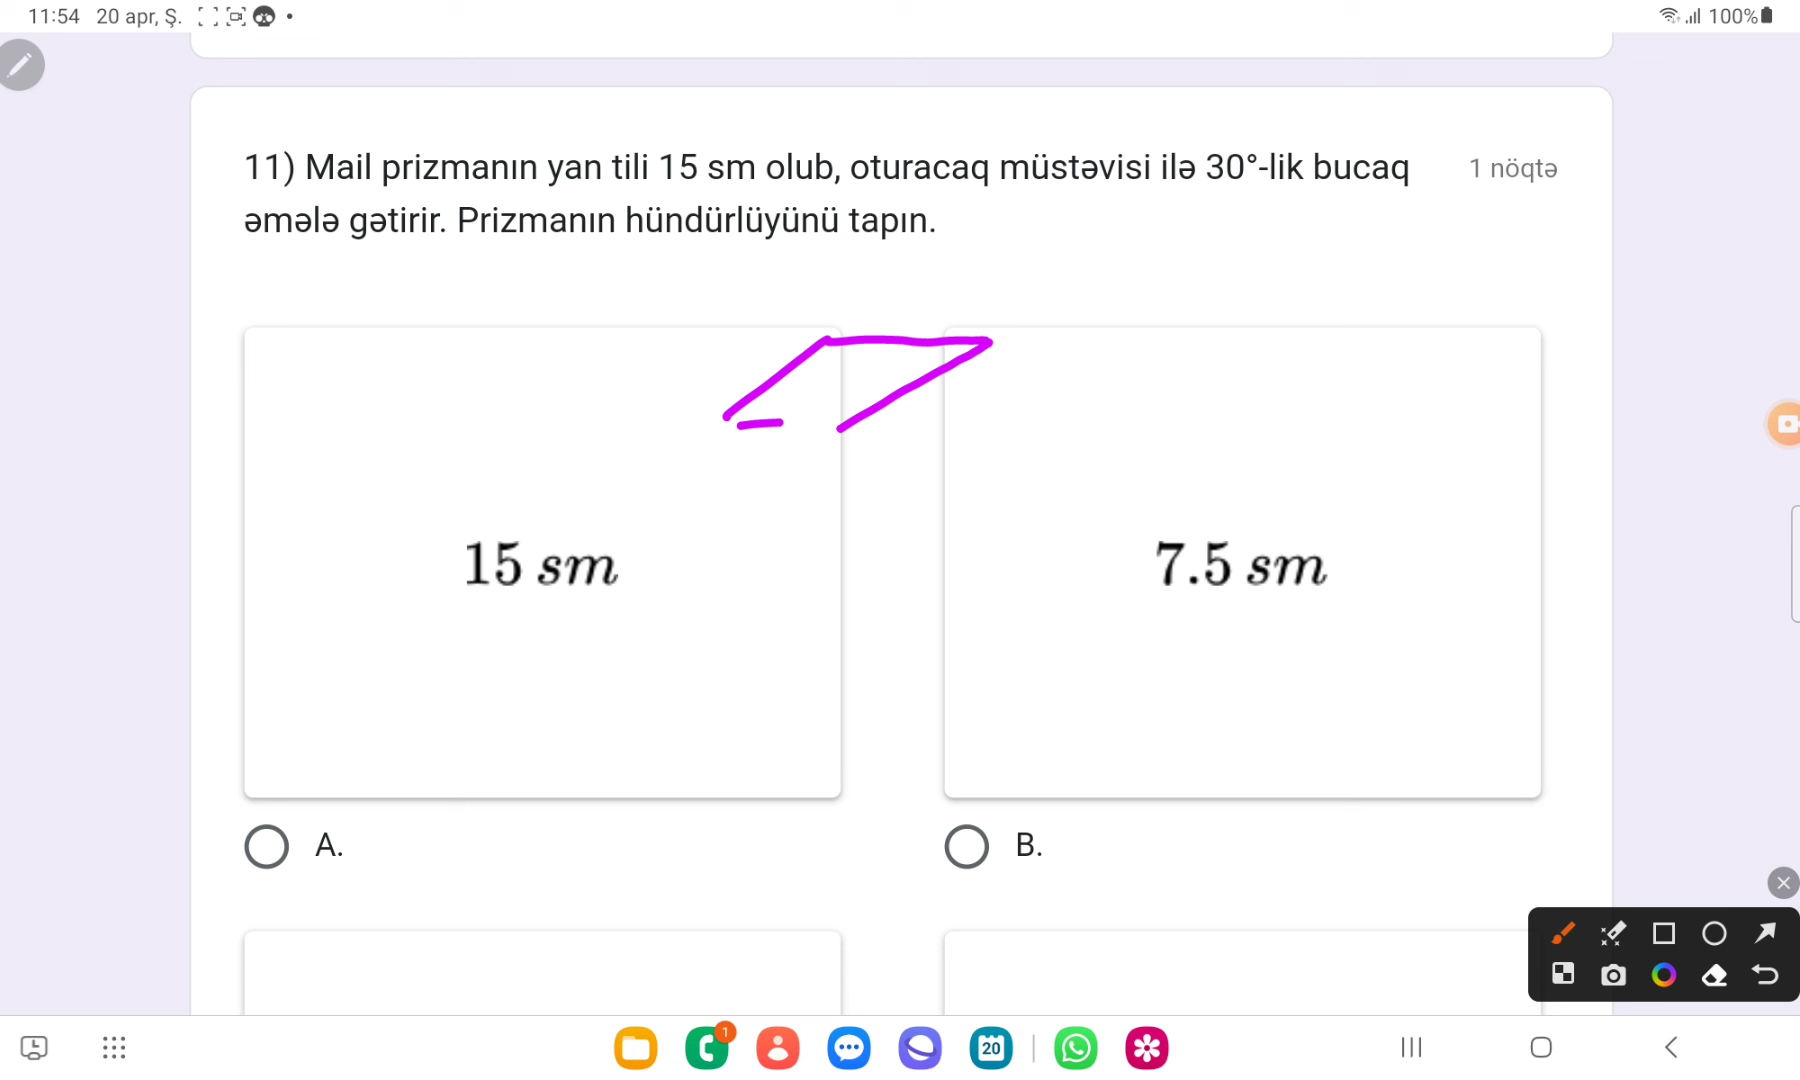 11:54 20 apr, Ş.
100%
11) Mail prizmanın yan tili 15 sm olub, oturacaq müstəvisi ilə 30°-lik bucaq
əmələ gətirir. Prizmanın hündürlüyünü tapın.
1 nöqtə
15 sm
7.5 sm
A.
B.
1
20